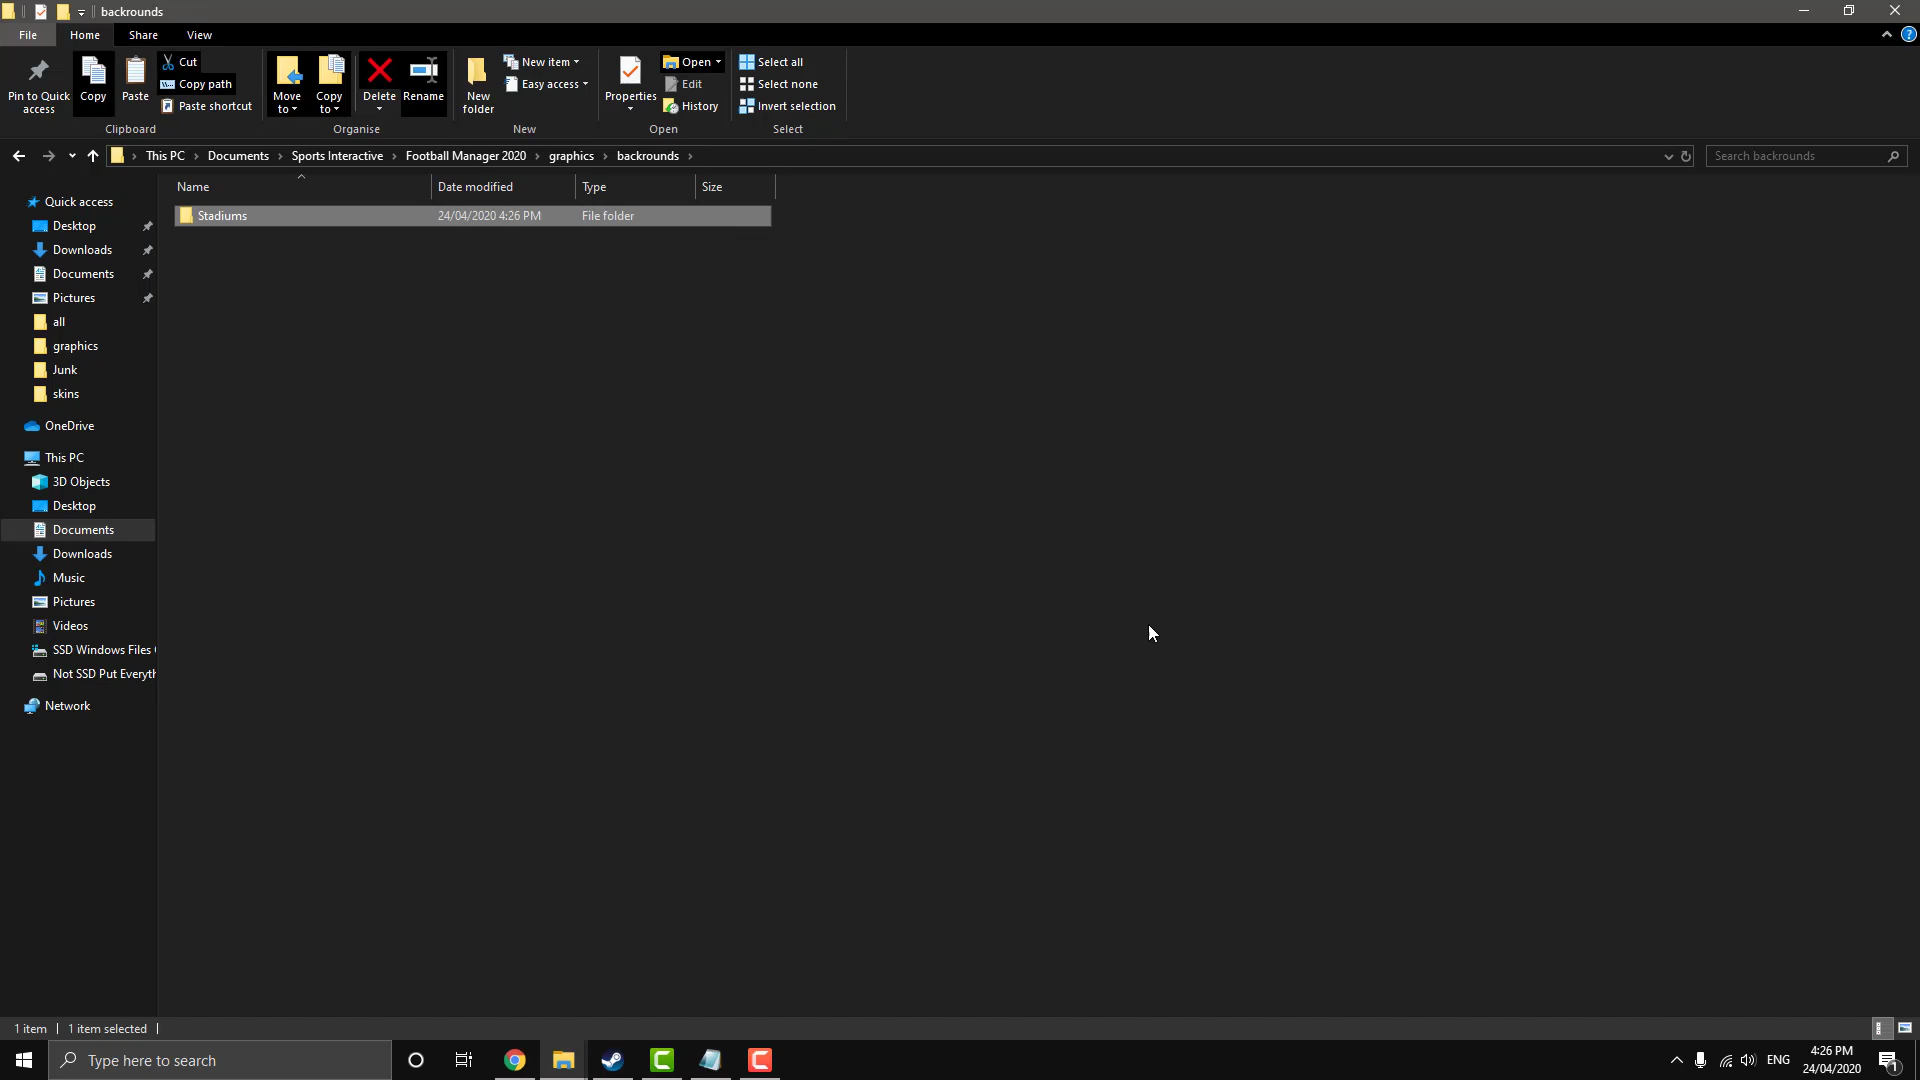 backrounds
File Home Share View
Pin to Quick access
Copy
Paste
Cut
Copy path
Paste shortcut
Clipboard
Move to
Copy to
Delete
Rename
Organise
New folder
New item
Easy access
New
Properties
Open
Edit
History
Open
Select all
Select none
Invert selection
Select
This PC › Documents › Sports Interactive › Football Manager 2020 › graphics › backrounds ›
Search backrounds
Name Date modified Type Size
Stadiums 24/04/2020 4:26 PM File folder
Quick access
Desktop
Downloads
Documents
Pictures
all
graphics
Junk
skins
OneDrive
This PC
3D Objects
Desktop
Documents
Downloads
Music
Pictures
Videos
SSD Windows Files (
Not SSD Put Everyth
Network
1 item 1 item selected
Type here to search
ENG
4:26 PM
24/04/2020
1